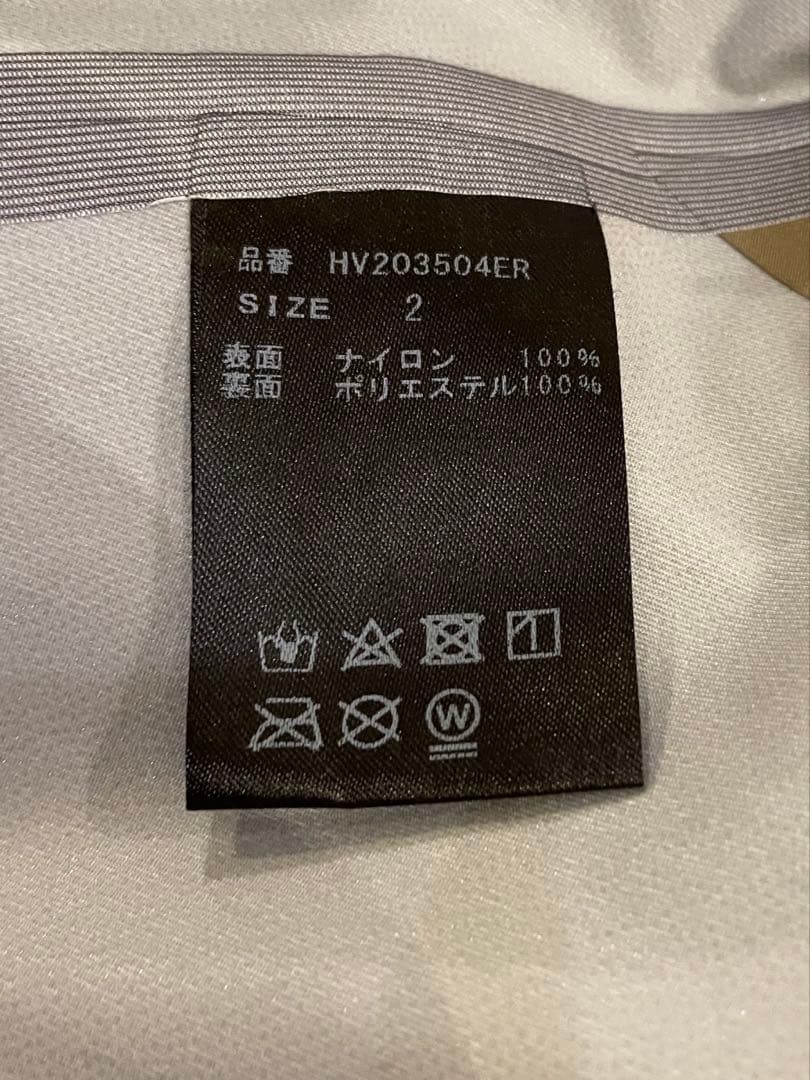 品番 HV203504ER
SIZE 2
表面 ナイロン 100%
裏面 ポリエステル100%
1
W